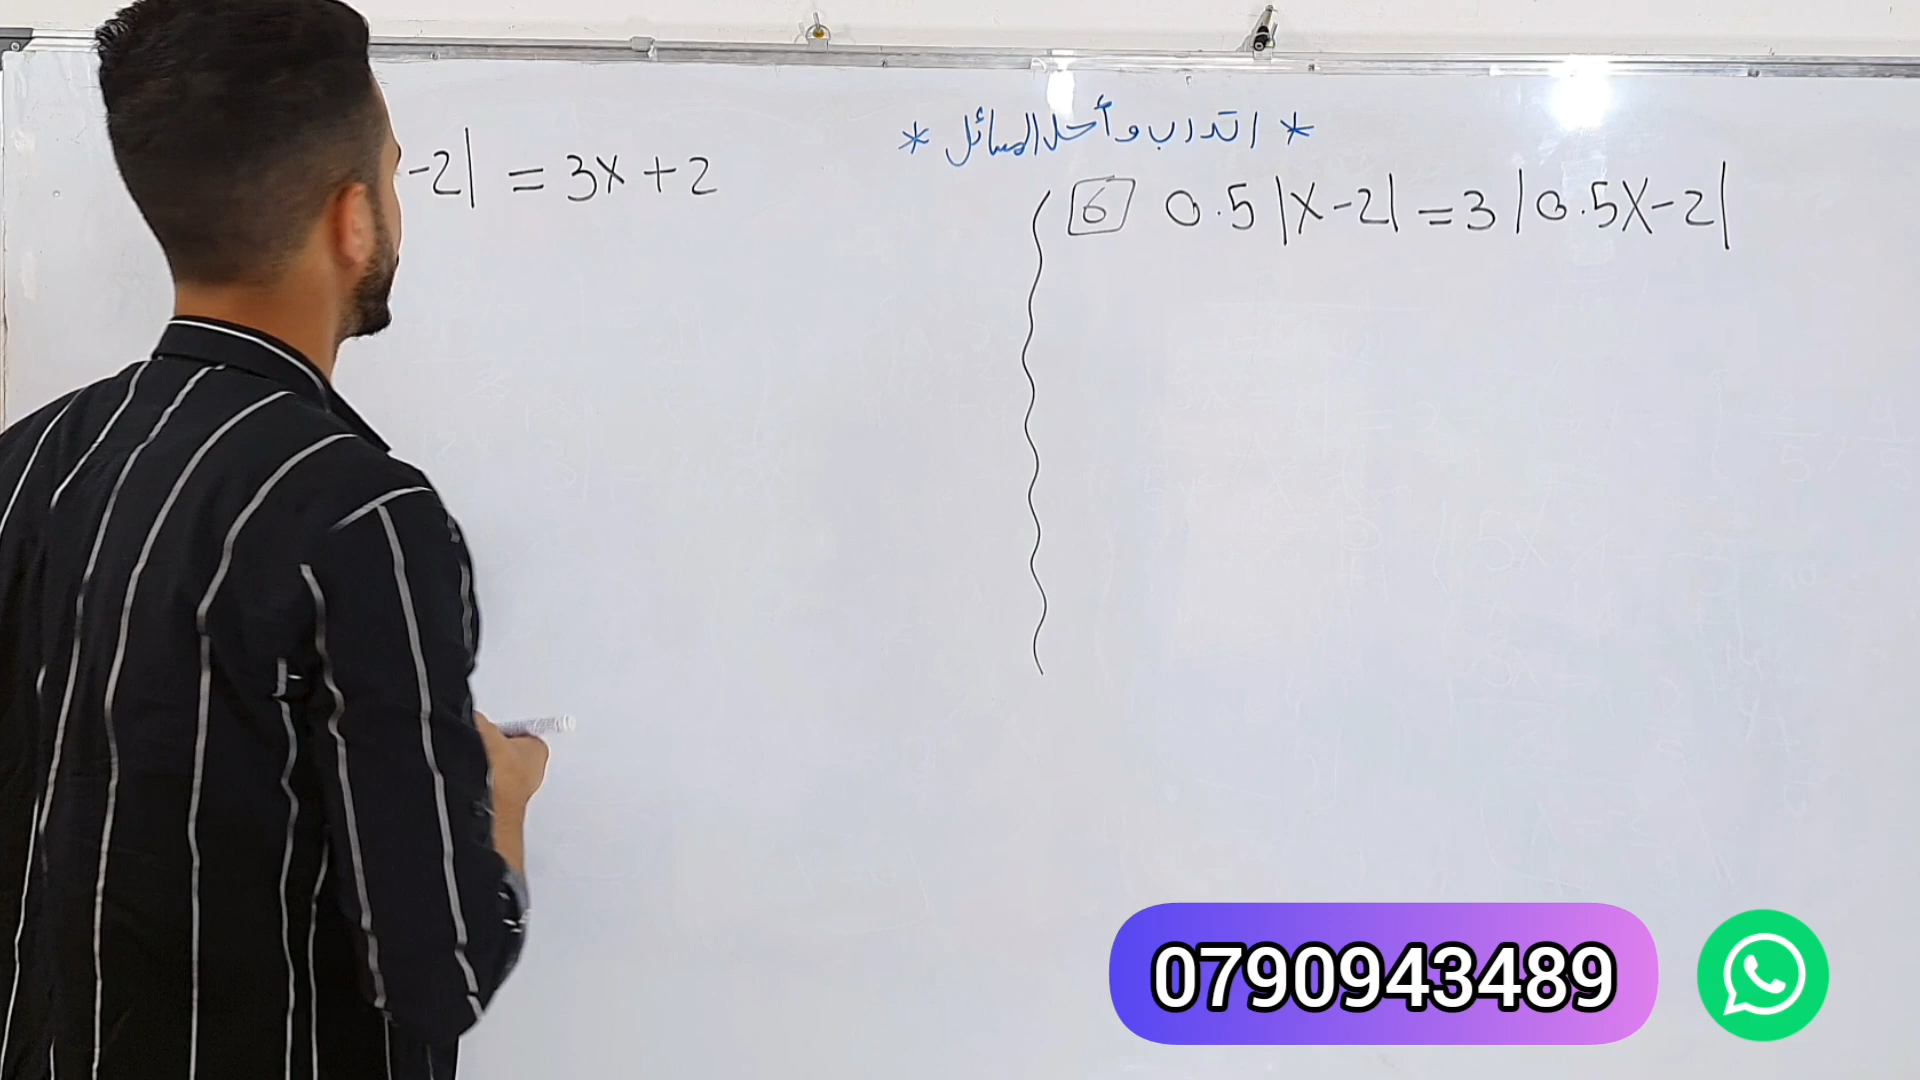 * اتدرب وأحل المسائل *
-2| = 3x + 2
6 0.5 |x-2| = 3 |0.5x-2|
0790943489